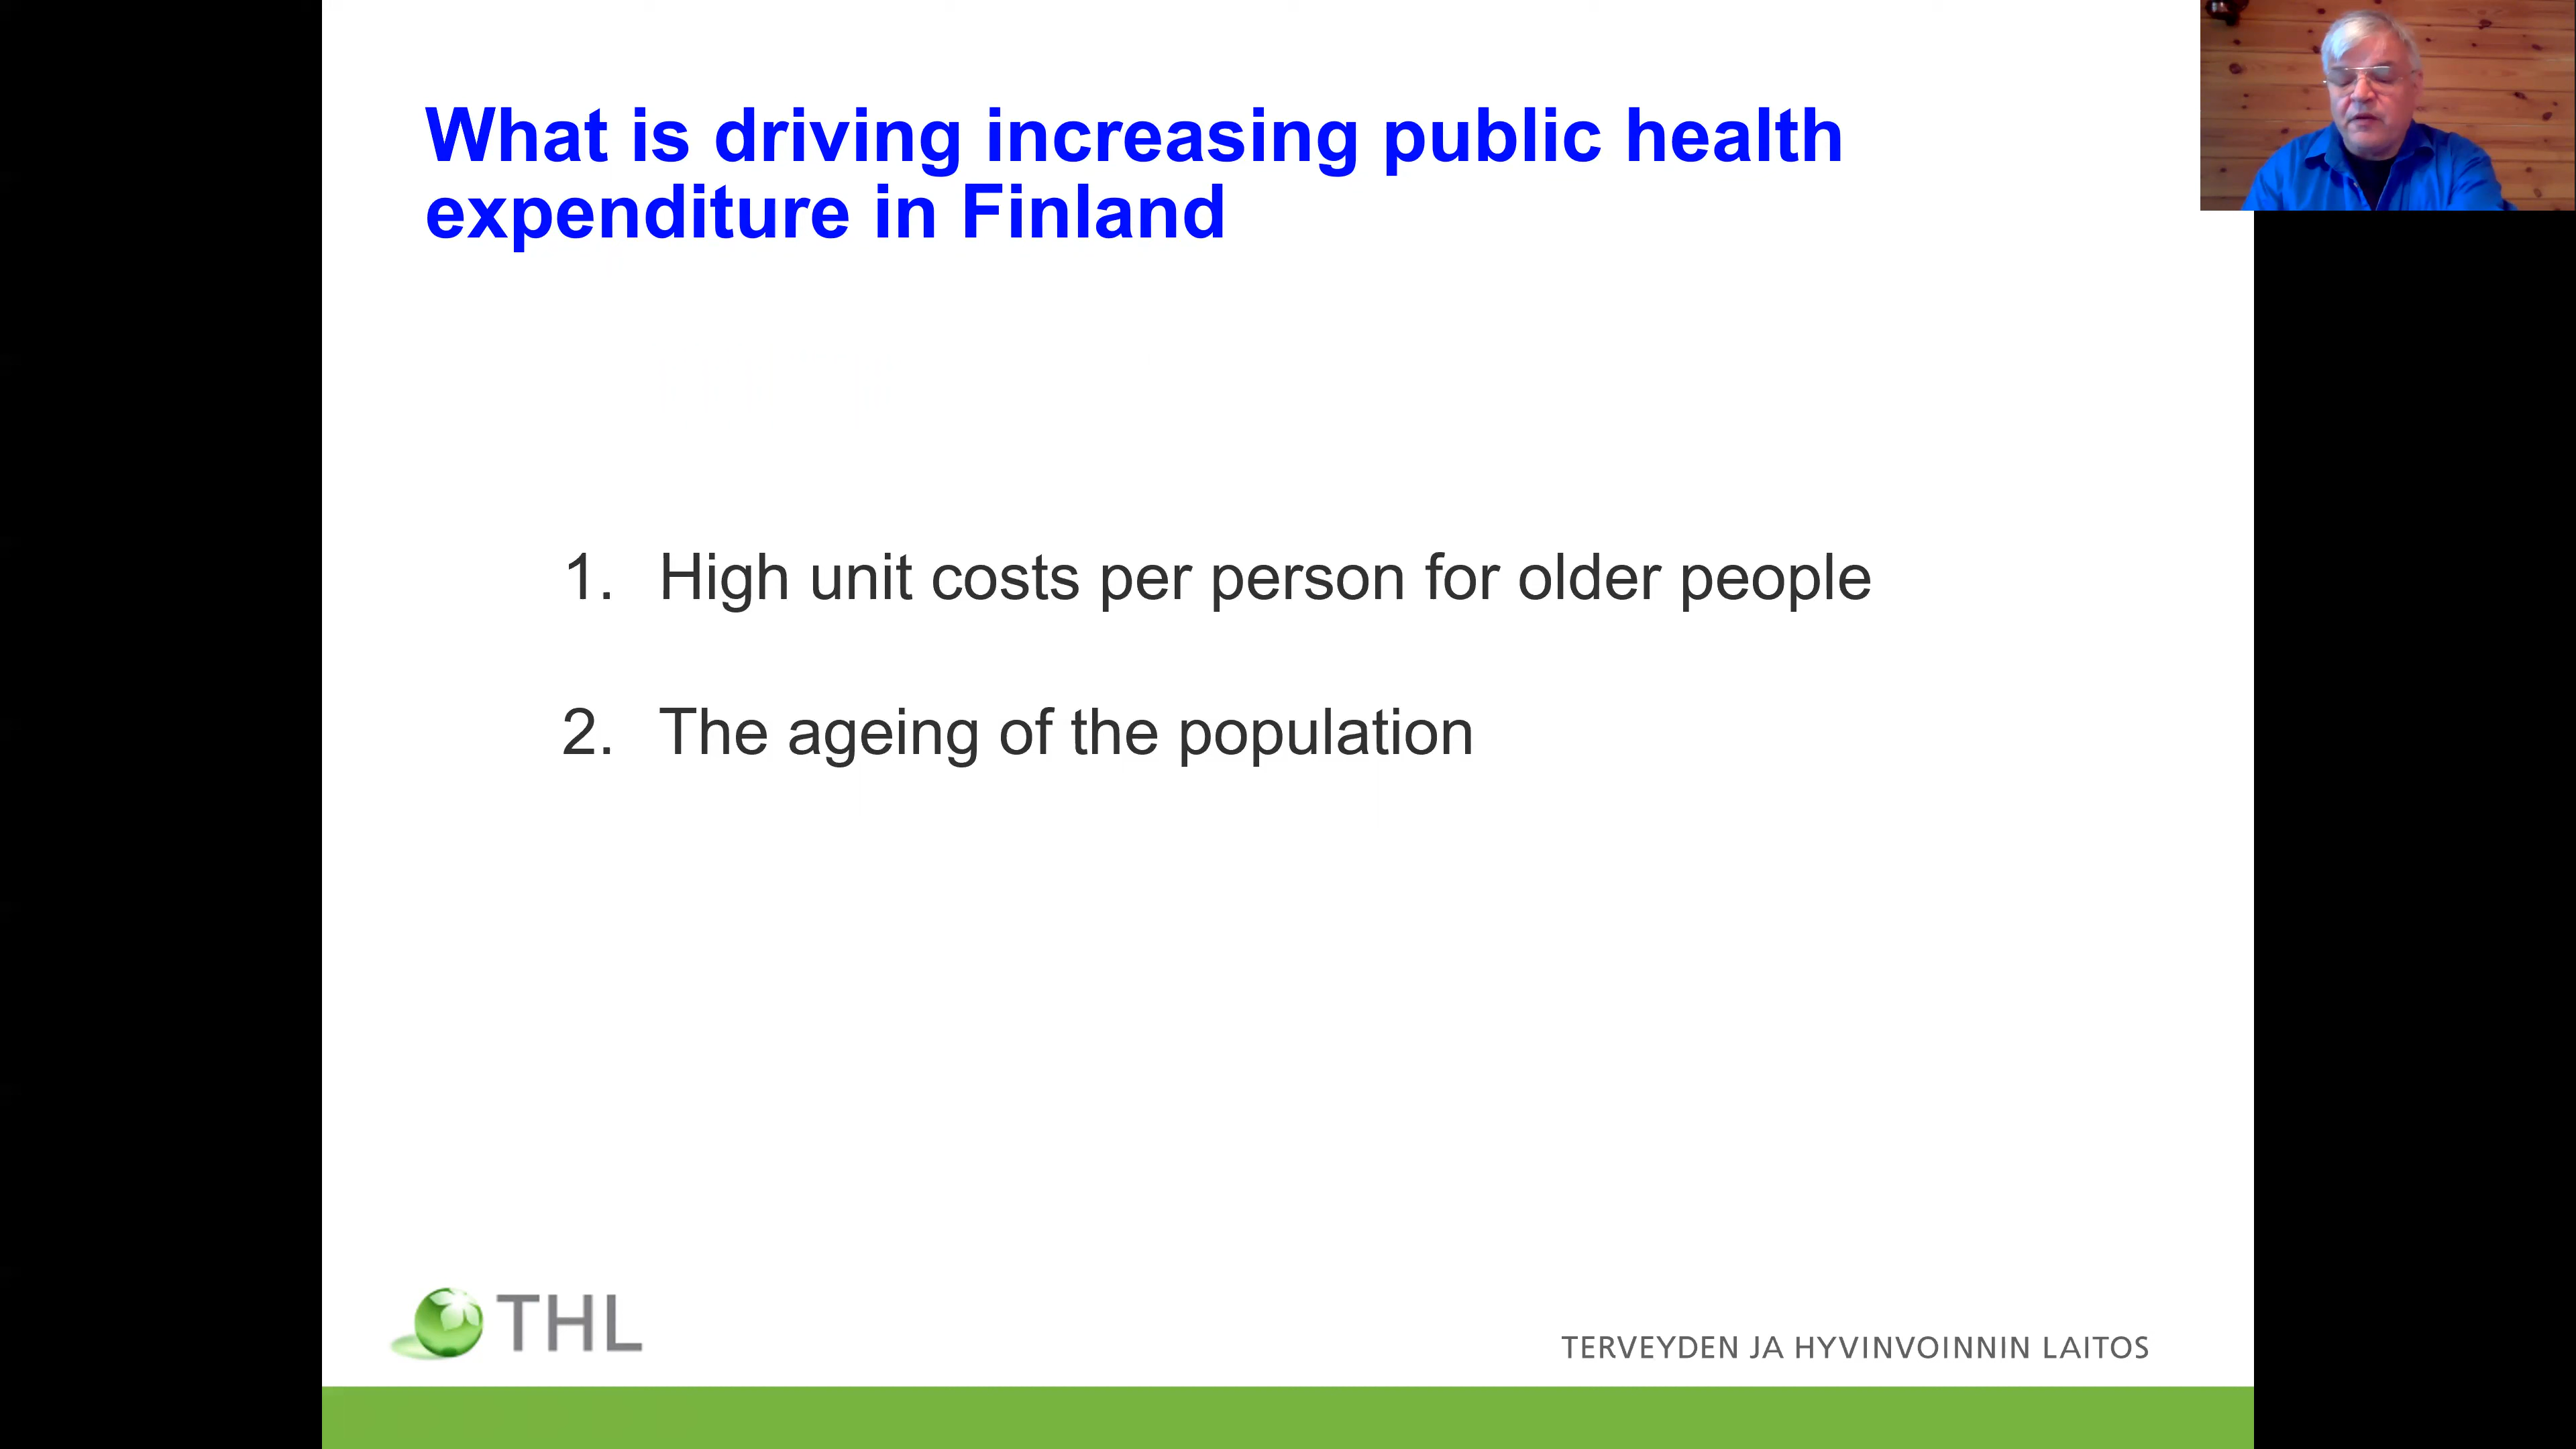 What is driving increasing public health
expenditure in Finland
1. High unit costs per person for older people
2. The ageing of the population
THL
TERVEYDEN JA HYVINVOINNIN LAITOS